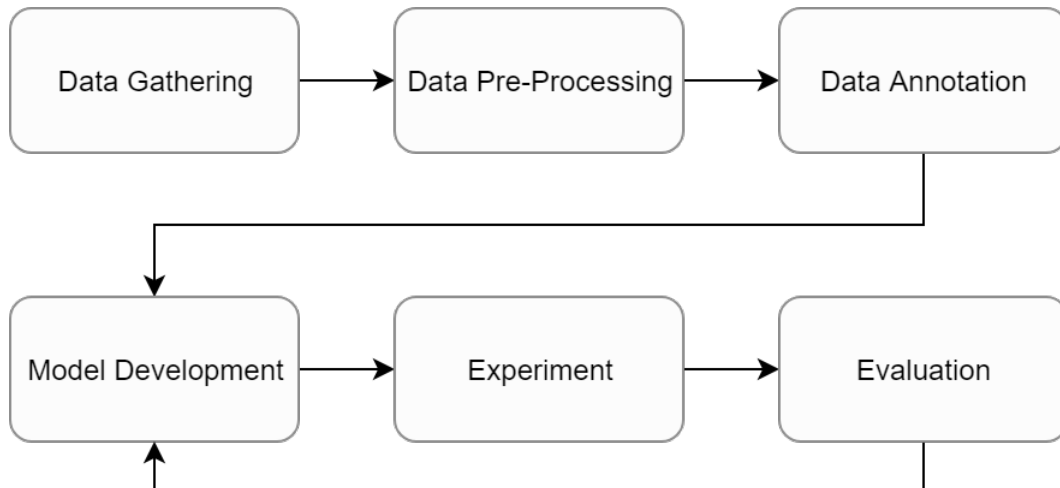 Data Gathering
Data Pre-Processing
Data Annotation
Model Development
Experiment
Evaluation